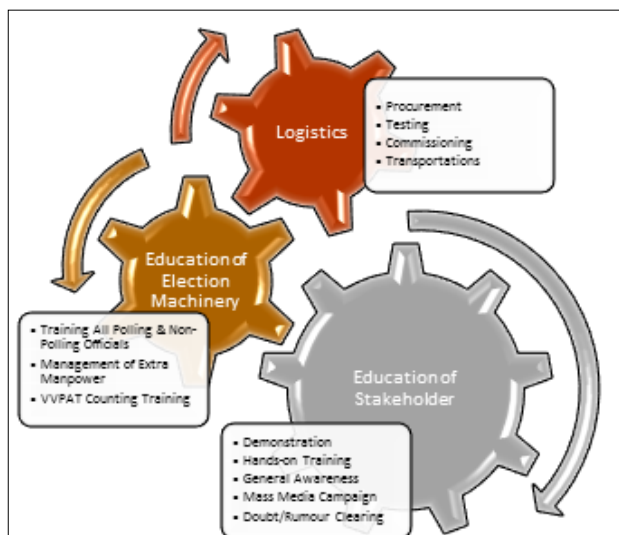 Logistics
▪ Procurement
▪ Testing
▪ Commissioning
▪ Transportations
Education of
Election
Machinery
▪ Training All Polling & Non-
Polling Officials
▪ Management of Extra
Manpower
▪ VVPAT Counting Training
Education of
Stakeholder
▪ Demonstration
▪ Hands-on Training
▪ General Awareness
▪ Mass Media Campaign
▪ Doubt/Rumour Clearing